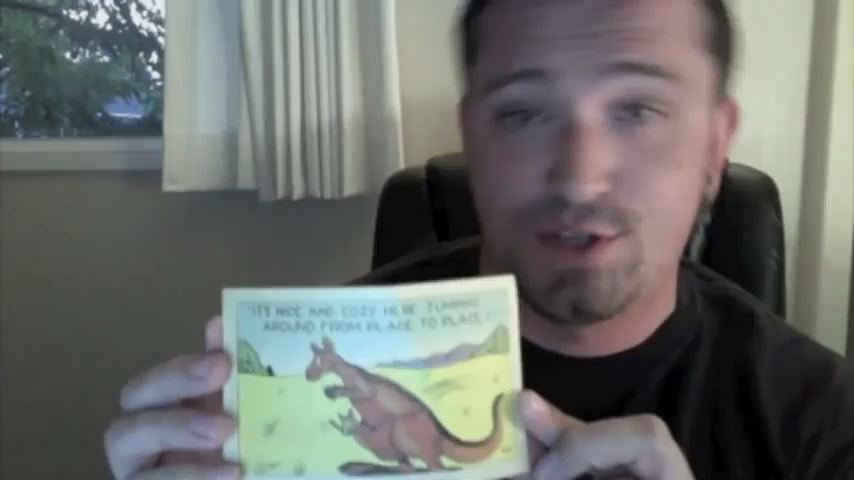 "IT'S NICE AND COZY HERE JUMPING
AROUND FROM PLACE TO PLACE!"